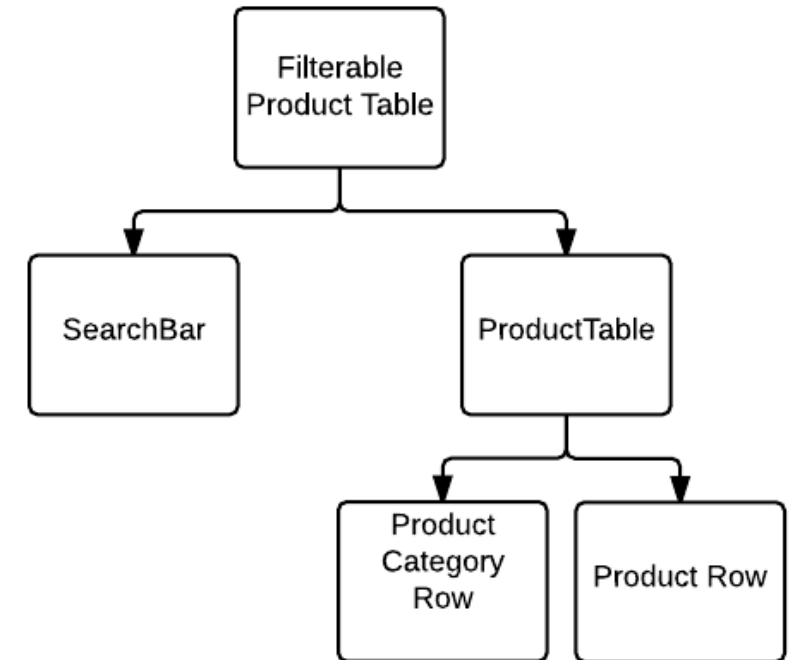 Filterable
Product Table
SearchBar
ProductTable
Product
Category
Row
Product Row